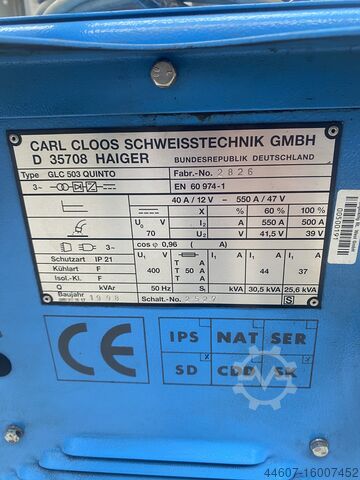 CARL CLOOS SCHWEISSTECHNIK GMBH
D 35708 HAIGER BUNDESREPUBLIK DEUTSCHLAND
Type GLC 503 QUINTO Fabr.-No. 2826
3~ EN 60 974-1
40 A / 12 V – 550 A / 47 V
X % 60 % 100 %
U₀ V 70 I₂ A 550 A 500 A
U₂ V 41,5 V 39 V
cos φ 0,96 ( A)
Schutzart IP 21
Kühlart F
Isol.-Kl. F
Q kVAr
U₁ V 400 50 Hz
T A
T 50 A
T A
I₁ A 44 37
S₁ kVA 30,5 kVA 25,6 kVA
Baujahr 1998 Schalt.-No. 2529 S
00500191
CE
IPS NAT SER
SD CDD SK
44607-16007452